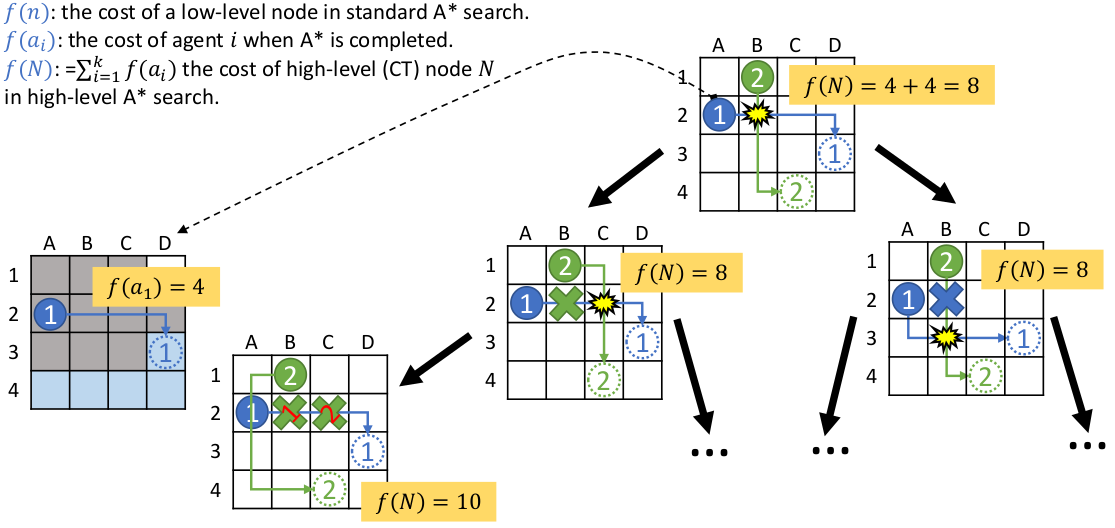 f(n): the cost of a low-level node in standard A* search.
f(a_i): the cost of agent i when A* is completed.
f(N): =∑_{i=1}^{k} f(a_i) the cost of high-level (CT) node N
in high-level A* search.
A B C D
1 2
f(N) = 4 + 4 = 8
2 1
3 1
4 2
A B C D
1 2
f(N) = 8
2 1
3 1
4 2
A B C D
1 2
f(N) = 8
2 1
3 1
4 2
A B C D
1
f(a_1) = 4
2 1
3 1
4
A B C D
1 2
2 1 1 2
3 1
4 2
f(N) = 10
...
...
...